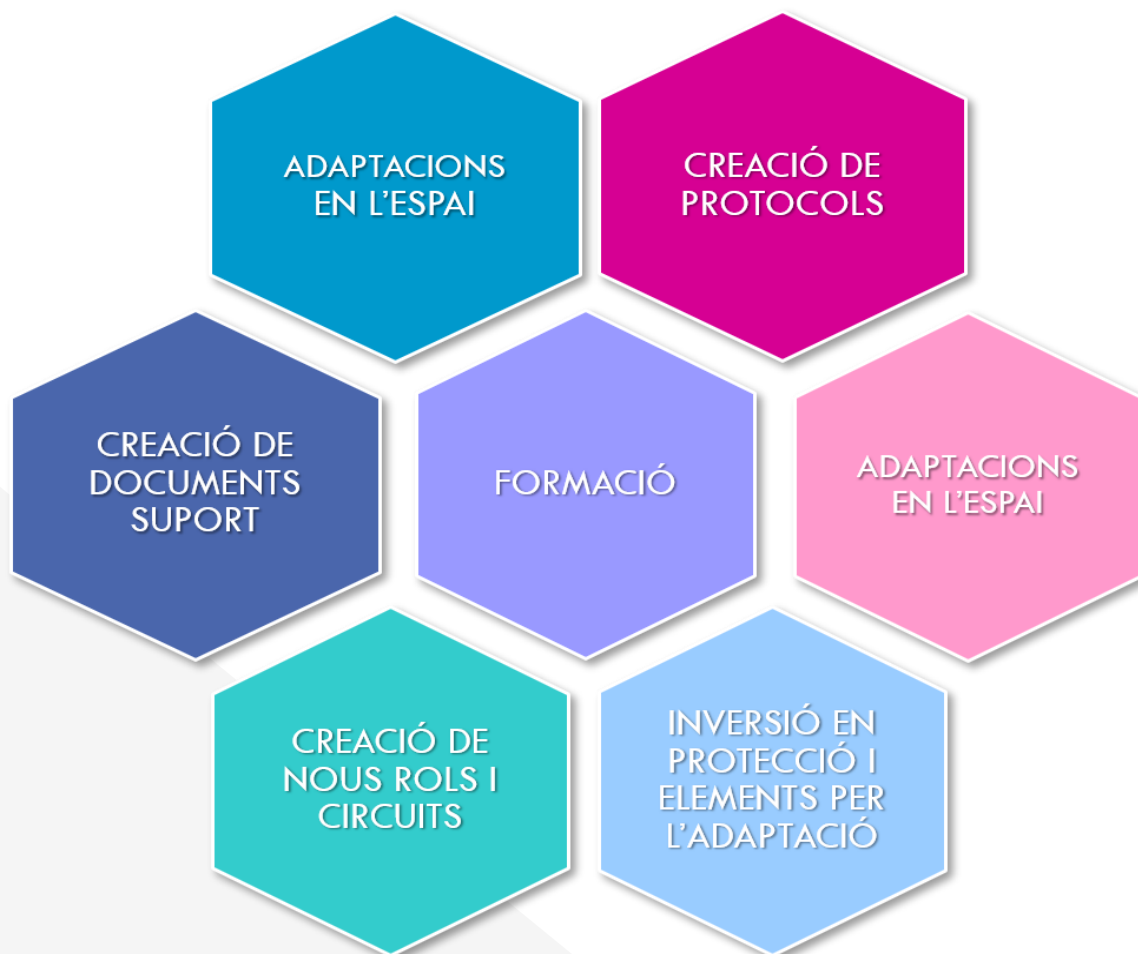 ADAPTACIONS
EN L'ESPAI
CREACIÓ DE
PROTOCOLS
CREACIÓ DE
DOCUMENTS
SUPORT
FORMACIÓ
ADAPTACIONS
EN L'ESPAI
CREACIÓ DE
NOUS ROLS I
CIRCUITS
INVERSIÓ EN
PROTECCIÓ I
ELEMENTS PER
L'ADAPTACIÓ